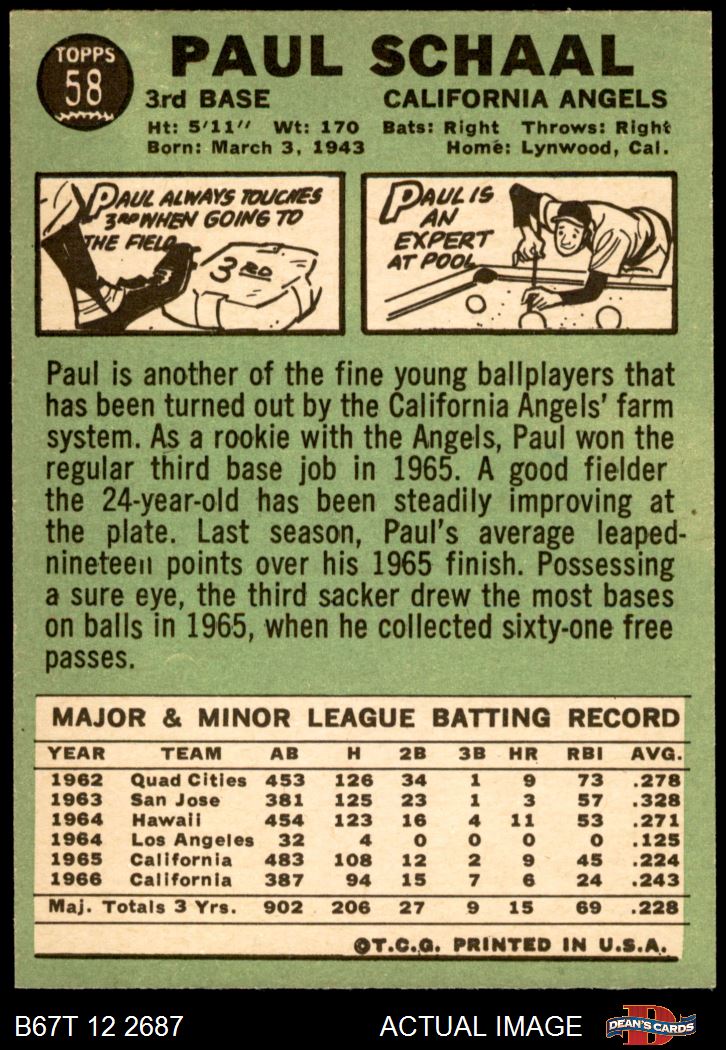 TOPPS
58
PAUL SCHAAL
3rd BASE CALIFORNIA ANGELS
Ht: 5'11" Wt: 170 Bats: Right Throws: Right
Born: March 3, 1943 Home: Lynwood, Cal.
PAUL ALWAYS TOUCHES
3RD WHEN GOING TO
THE FIELD
3RD
PAUL IS
AN
EXPERT
AT POOL
Paul is another of the fine young ballplayers that
has been turned out by the California Angels' farm
system. As a rookie with the Angels, Paul won the
regular third base job in 1965. A good fielder
the 24-year-old has been steadily improving at
the plate. Last season, Paul's average leaped-
nineteen points over his 1965 finish. Possessing
a sure eye, the third sacker drew the most bases
on balls in 1965, when he collected sixty-one free
passes.
MAJOR & MINOR LEAGUE BATTING RECORD
YEAR TEAM AB H 2B 3B HR RBI AVG.
1962 Quad Cities 453 126 34 1 9 73 .278
1963 San Jose 381 125 23 1 3 57 .328
1964 Hawaii 454 123 16 4 11 53 .271
1964 Los Angeles 32 4 0 0 0 0 .125
1965 California 483 108 12 2 9 45 .224
1966 California 387 94 15 7 6 24 .243
Maj. Totals 3 Yrs. 902 206 27 9 15 69 .228
©T.C.G. PRINTED IN U.S.A.
B67T 12 2687 ACTUAL IMAGE
D
DEAN'S CARDS